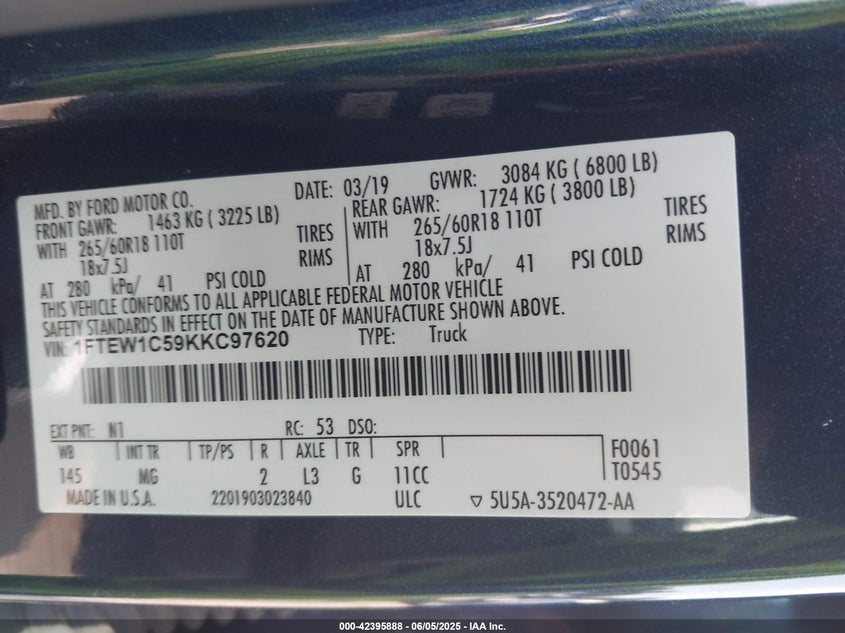 MFD. BY FORD MOTOR CO. DATE: 03/19 GVWR: 3084 KG ( 6800 LB)
FRONT GAWR: 1463 KG ( 3225 LB) REAR GAWR: 1724 KG ( 3800 LB)
WITH 265/60R18 110T TIRES WITH 265/60R18 110T TIRES
18x7.5J RIMS 18x7.5J RIMS
AT 280 kPa/ 41 PSI COLD AT 280 kPa/ 41 PSI COLD
THIS VEHICLE CONFORMS TO ALL APPLICABLE FEDERAL MOTOR VEHICLE
SAFETY STANDARDS IN EFFECT ON THE DATE OF MANUFACTURE SHOWN ABOVE.
VIN: 1FTEW1C59KKC97620 TYPE: Truck
EXT PNT: N1 RC: 53 DSO:
WB INT TR TP/PS R AXLE TR SPR F0061
145 MG 2 L3 G 11CC T0545
MADE IN U.S.A. 2201903023840 ULC ▽ 5U5A-3520472-AA
000-42395888 - 06/05/2025 - IAA Inc.